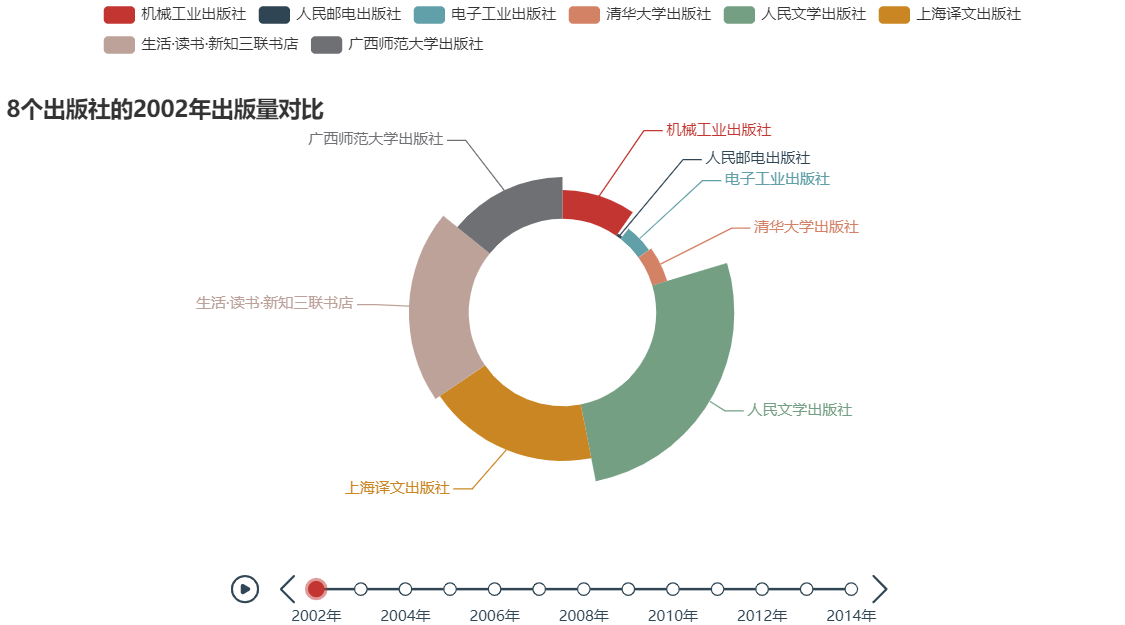 机械工业出版社 人民邮电出版社 电子工业出版社 清华大学出版社 人民文学出版社 上海译文出版社
生活·读书·新知三联书店 广西师范大学出版社
8个出版社的2002年出版量对比
机械工业出版社
广西师范大学出版社
人民邮电出版社
电子工业出版社
清华大学出版社
生活·读书·新知三联书店
人民文学出版社
上海译文出版社
2002年 2004年 2006年 2008年 2010年 2012年 2014年